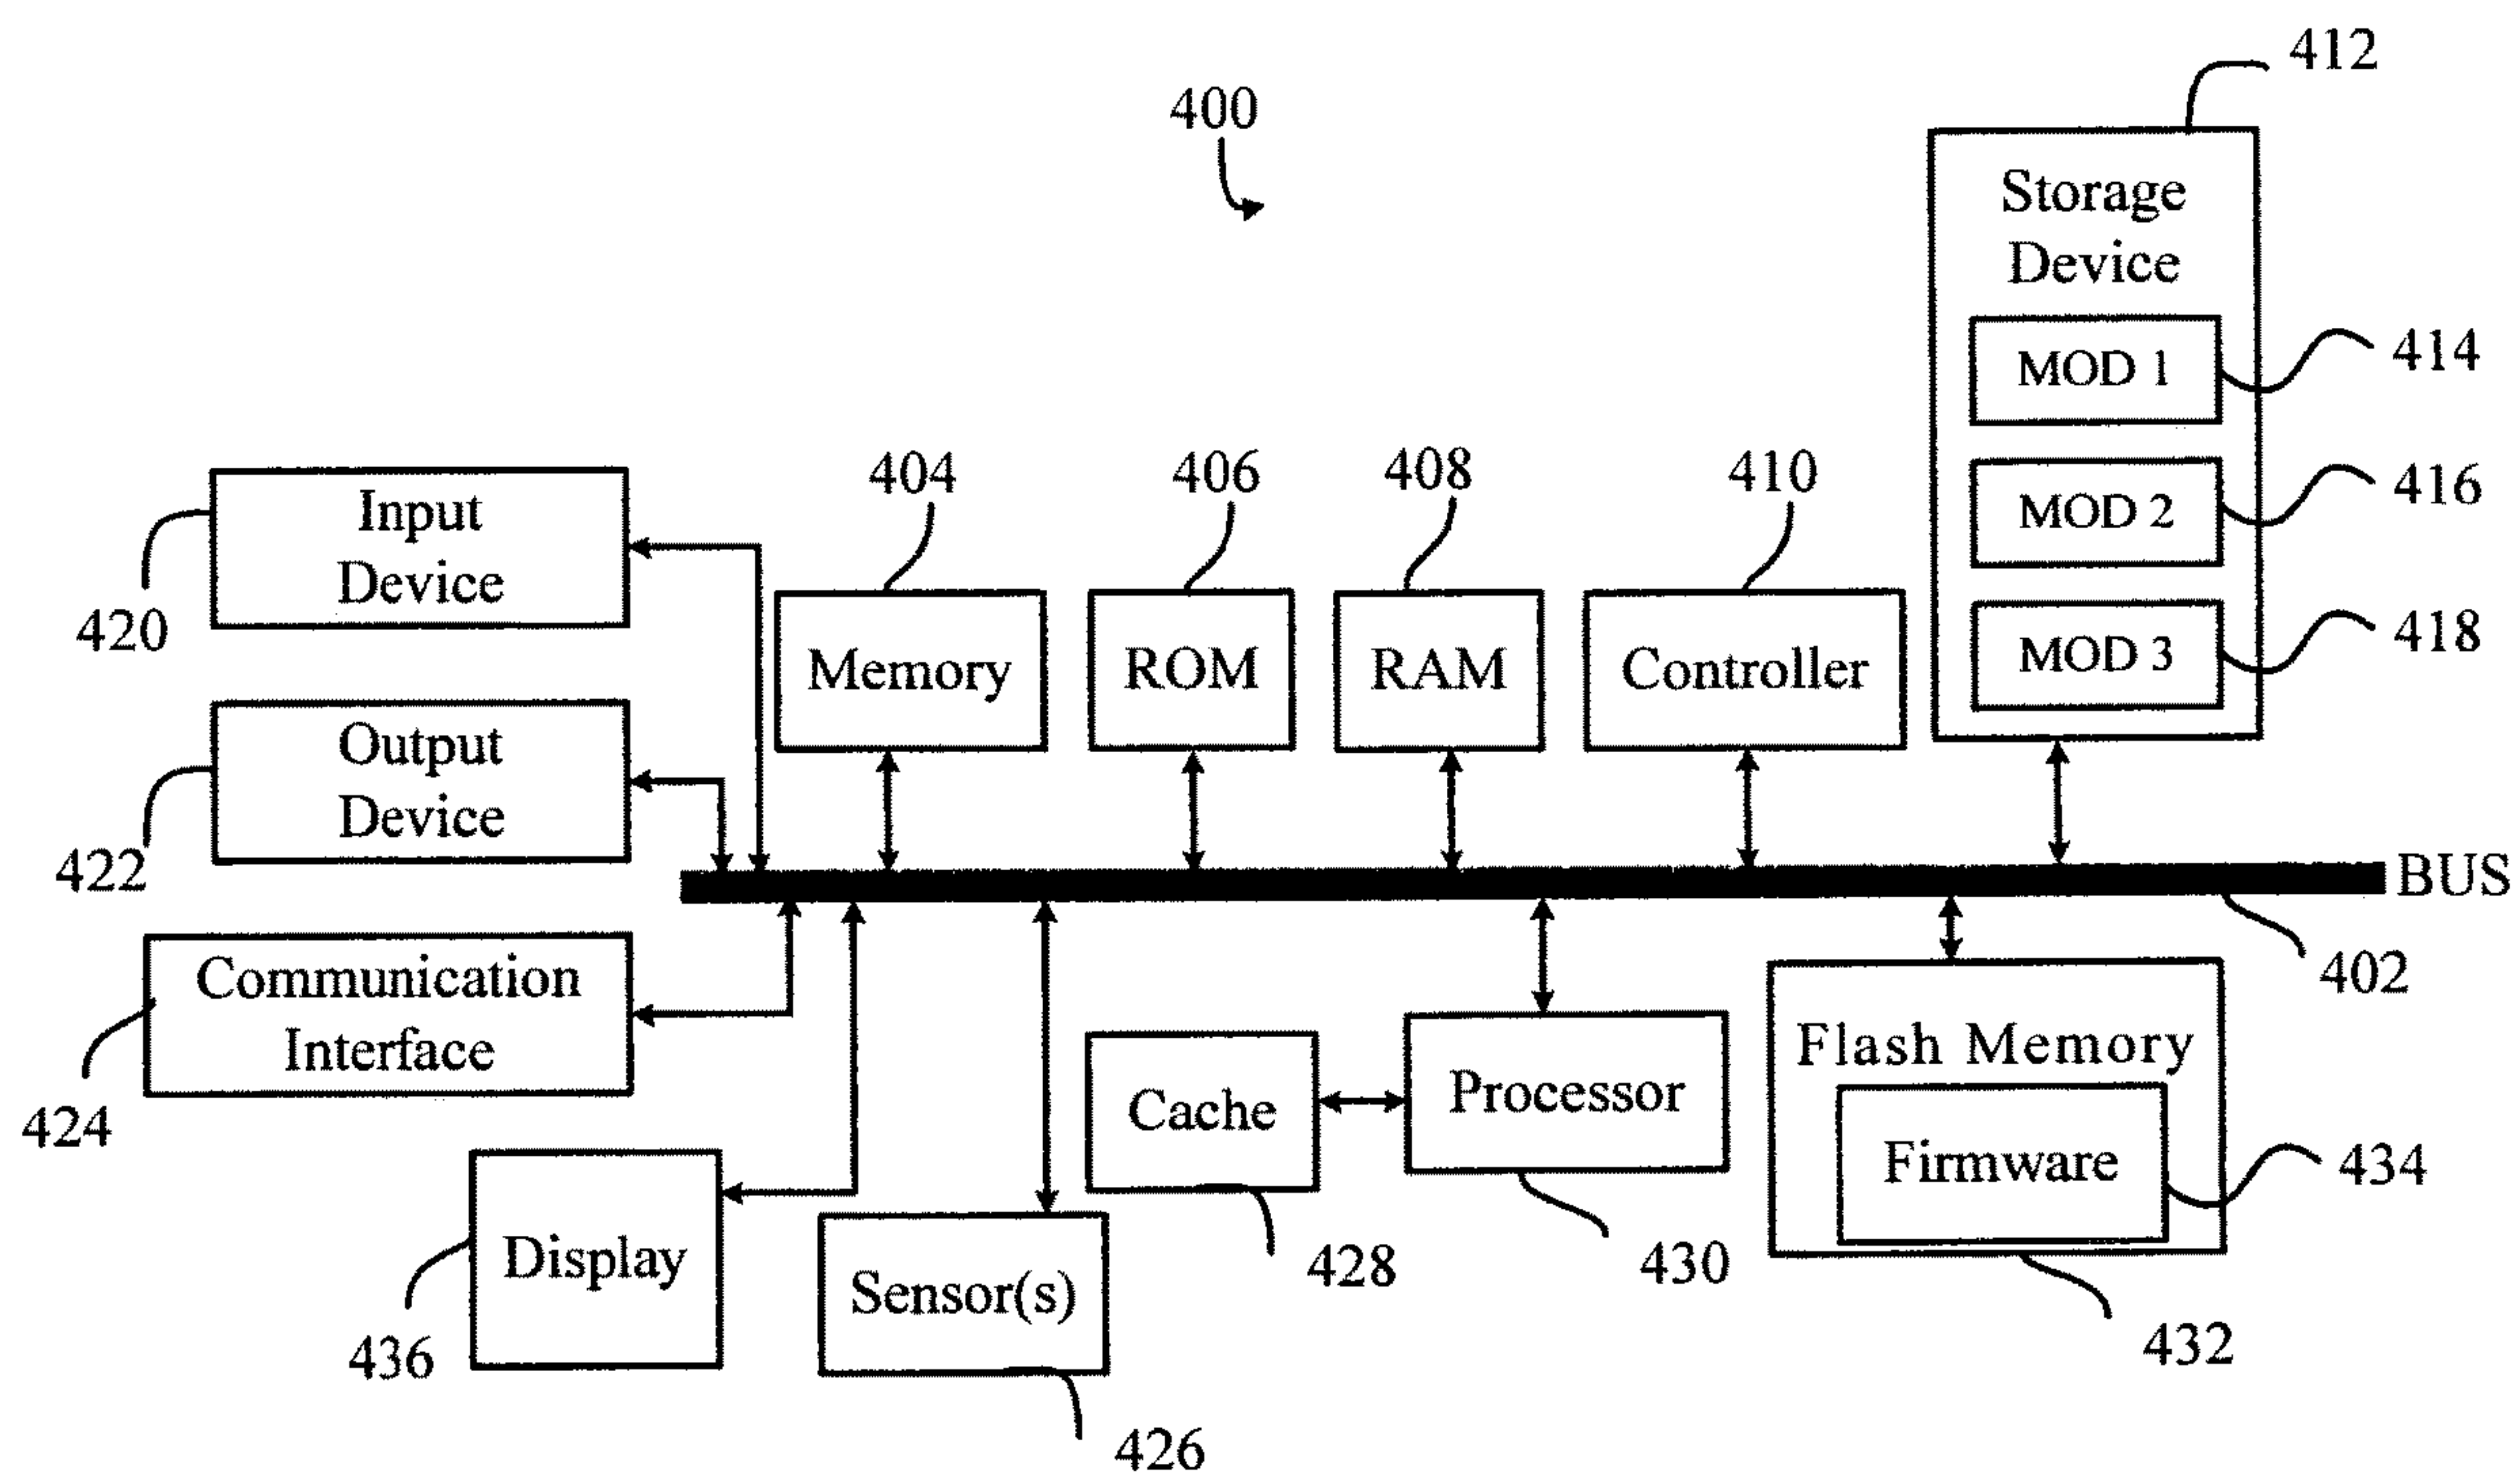 412
400
Storage
Device
MOD 1
414
MOD 2
416
MOD 3
418
404
406
408
410
Input
Device
420
Memory
ROM
RAM
Controller
Output
Device
422
BUS
402
Communication
Interface
424
Flash Memory
Firmware
434
432
Cache
428
Processor
430
Display
436
Sensor(s)
426